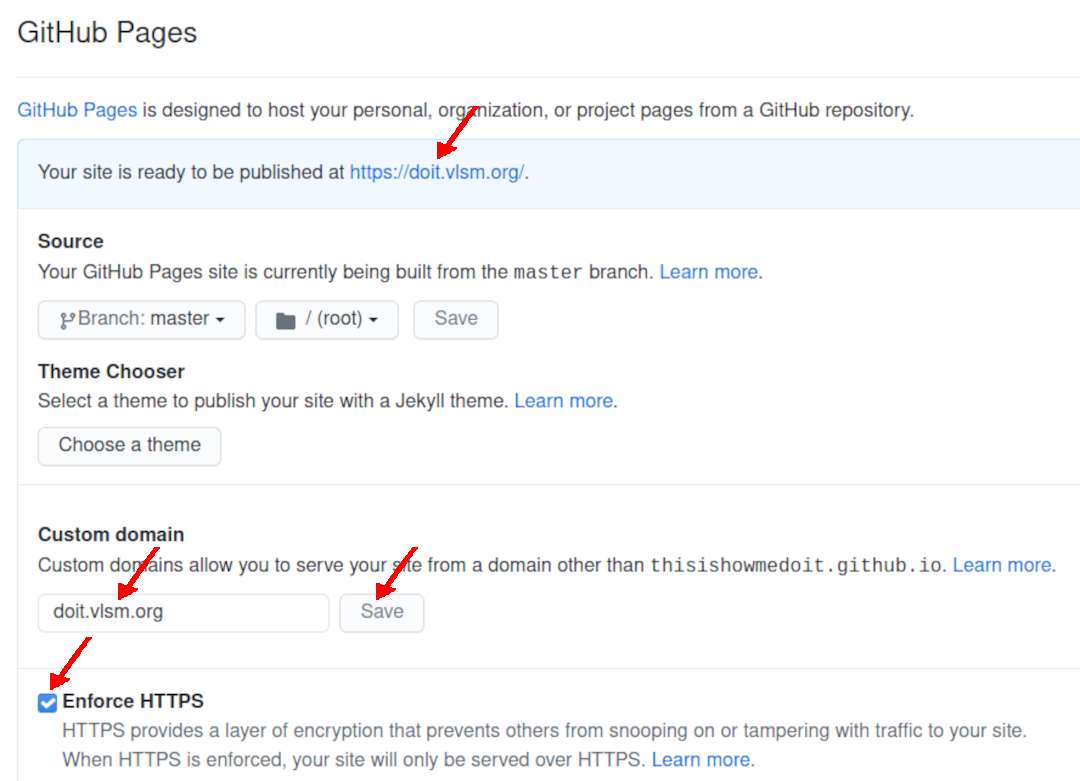 GitHub Pages
GitHub Pages is designed to host your personal, organization, or project pages from a GitHub repository.
Your site is ready to be published at https://doit.vlsm.org/.
Source
Your GitHub Pages site is currently being built from the master branch. Learn more.
Branch: master / (root) Save
Theme Chooser
Select a theme to publish your site with a Jekyll theme. Learn more.
Choose a theme
Custom domain
Custom domains allow you to serve your site from a domain other than thisishowmedoit.github.io. Learn more.
doit.vlsm.org Save
Enforce HTTPS
HTTPS provides a layer of encryption that prevents others from snooping on or tampering with traffic to your site.
When HTTPS is enforced, your site will only be served over HTTPS. Learn more.